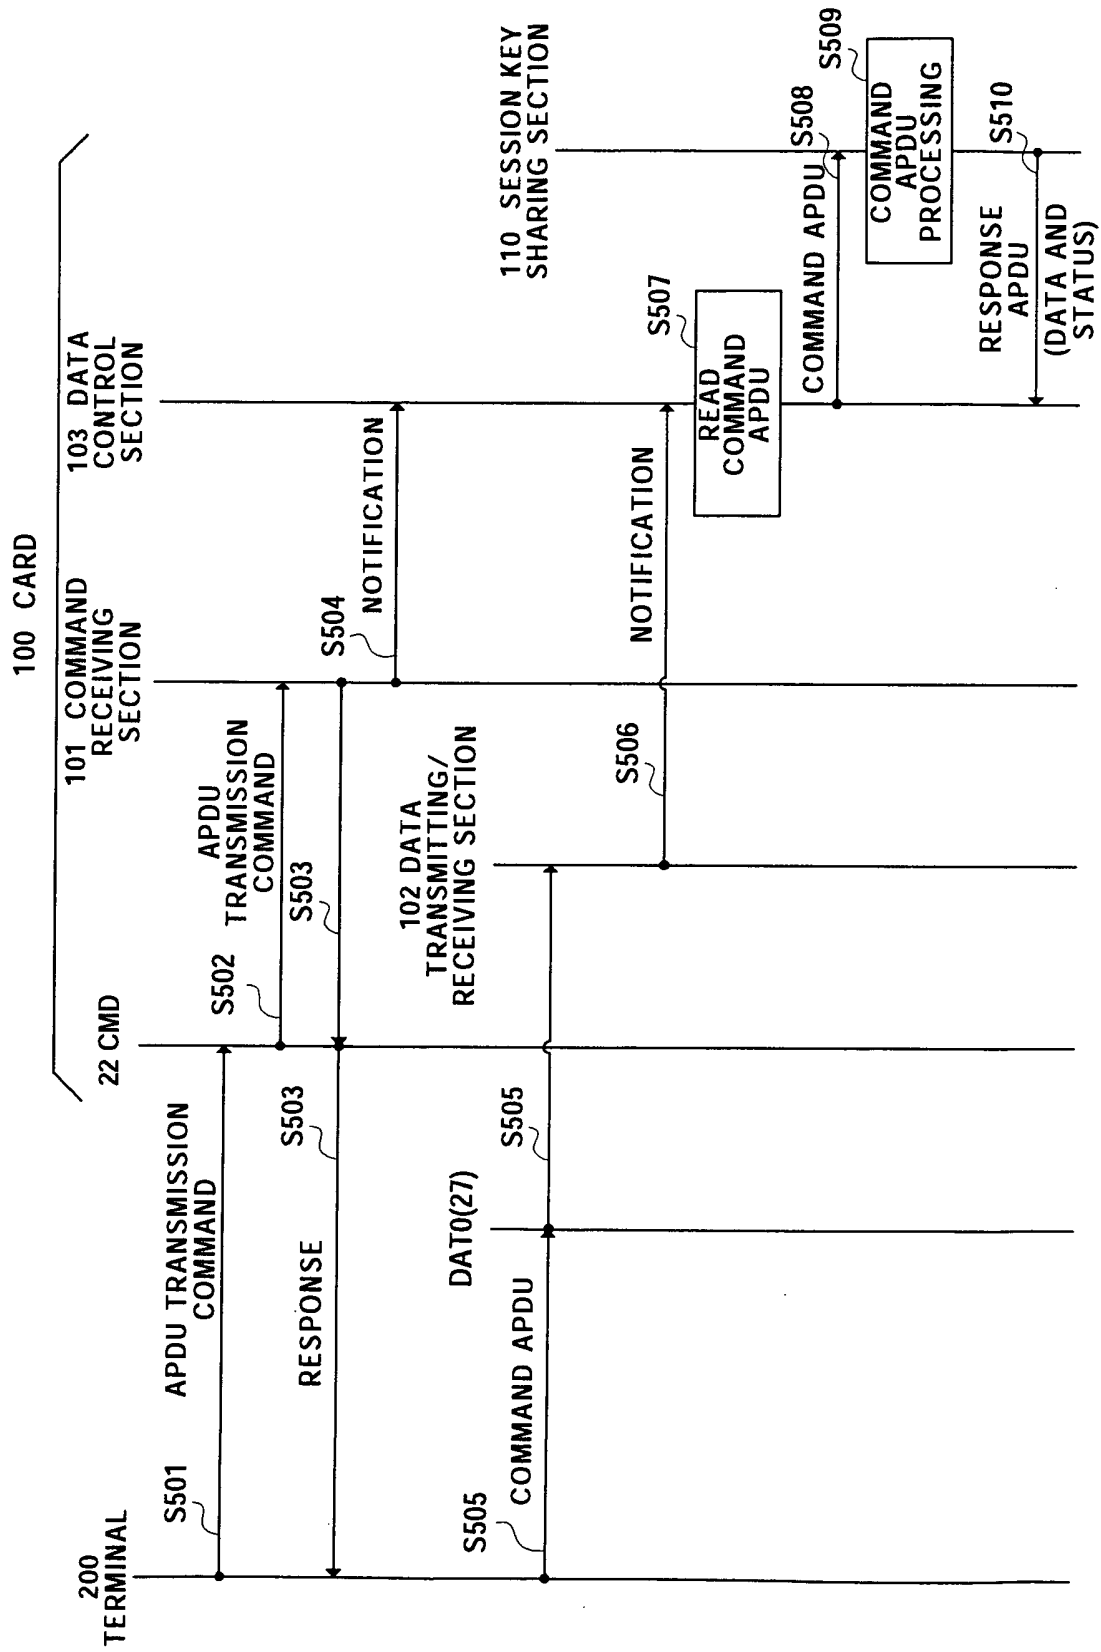 100 CARD
200
TERMINAL
22 CMD
101 COMMAND
RECEIVING
SECTION
103 DATA
CONTROL
SECTION
S501
APDU TRANSMISSION
COMMAND
S502
APDU
TRANSMISSION
COMMAND
S503
RESPONSE
S503
S504
NOTIFICATION
DAT0(27)
102 DATA
TRANSMITTING/
RECEIVING SECTION
110 SESSION KEY
SHARING SECTION
S505
COMMAND APDU
S505
S506
NOTIFICATION
S507
READ
COMMAND
APDU
COMMAND APDU
S508
S509
COMMAND
APDU
PROCESSING
S510
RESPONSE
APDU
(DATA AND
STATUS)